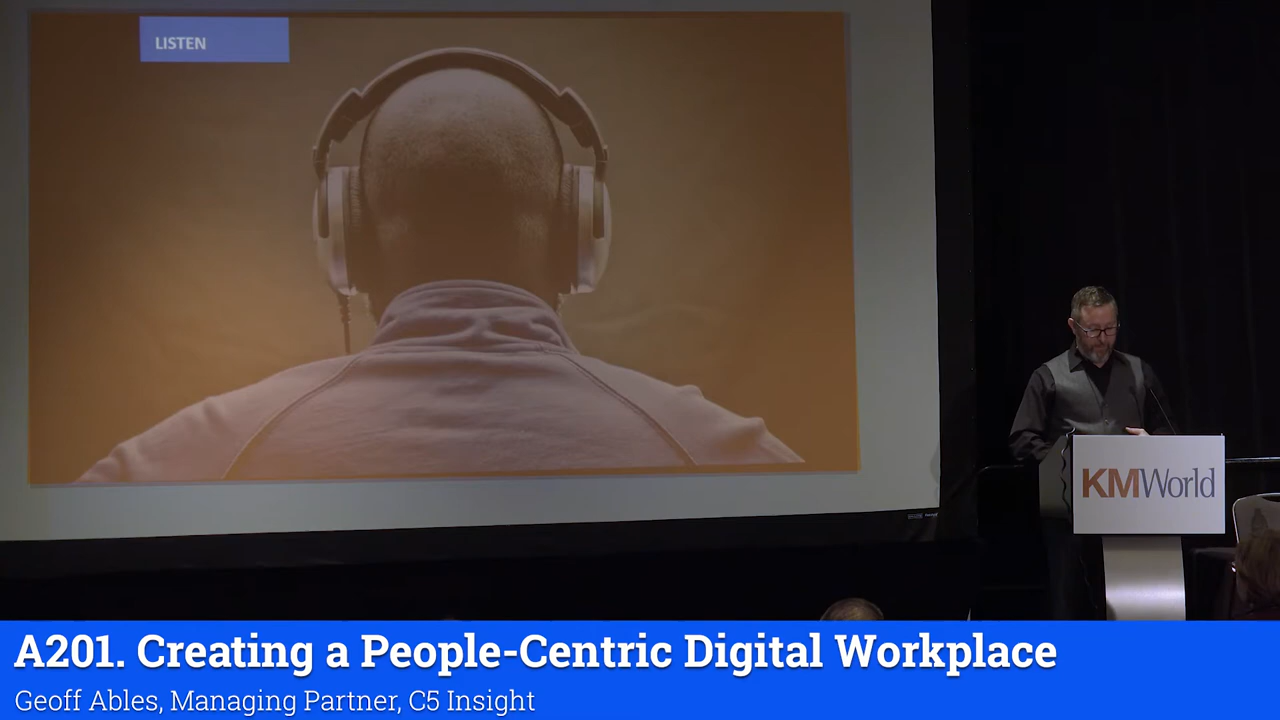 LISTEN
KMWorld
A201. Creating a People-Centric Digital Workplace
Geoff Ables, Managing Partner, C5 Insight